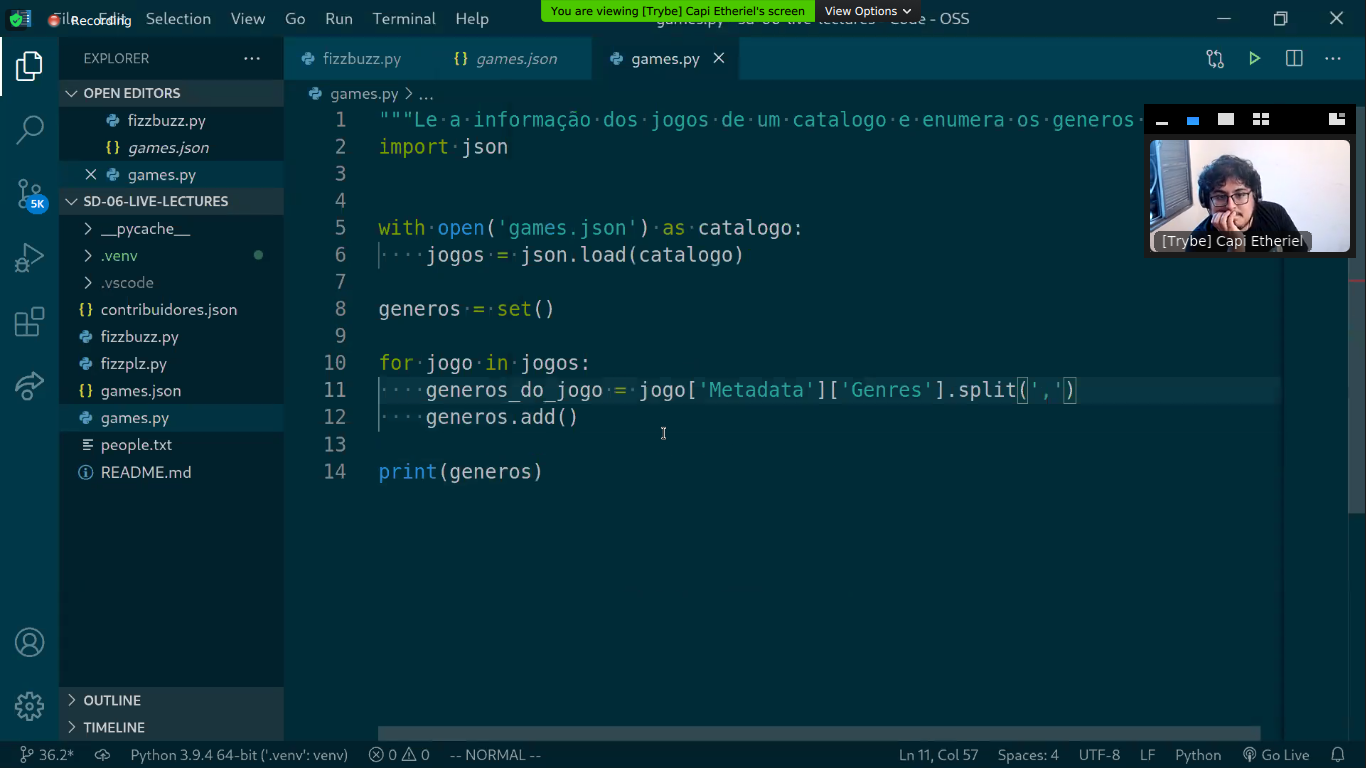 File Edit Selection View Go Run Terminal Help
Recording
You are viewing [Trybe] Capi Etheriel's screen
View Options
Code - OSS
EXPLORER
OPEN EDITORS
fizzbuzz.py
games.json
games.py
SD-06-LIVE-LECTURES
__pycache__
.venv
.vscode
contribuidores.json
fizzbuzz.py
fizzplz.py
games.json
games.py
people.txt
README.md
OUTLINE
TIMELINE
5K
fizzbuzz.py games.json games.py
games.py > ...
1 """Le a informação dos jogos de um catalogo e enumera os generos
2 import json
3
4
5 with open('games.json') as catalogo:
6 jogos = json.load(catalogo)
7
8 generos = set()
9
10 for jogo in jogos:
11 generos_do_jogo = jogo['Metadata']['Genres'].split(',')
12 generos.add()
13
14 print(generos)
[Trybe] Capi Etheriel
36.2* Python 3.9.4 64-bit ('.venv': venv) 0 0 -- NORMAL -- Ln 11, Col 57 Spaces: 4 UTF-8 LF Python Go Live